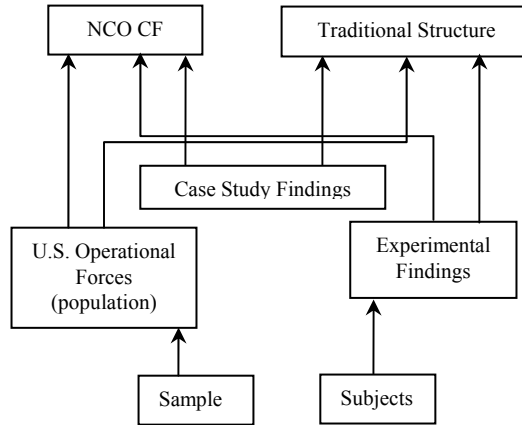 NCO CF
Traditional Structure
Case Study Findings
U.S. Operational
Forces
(population)
Experimental
Findings
Sample
Subjects